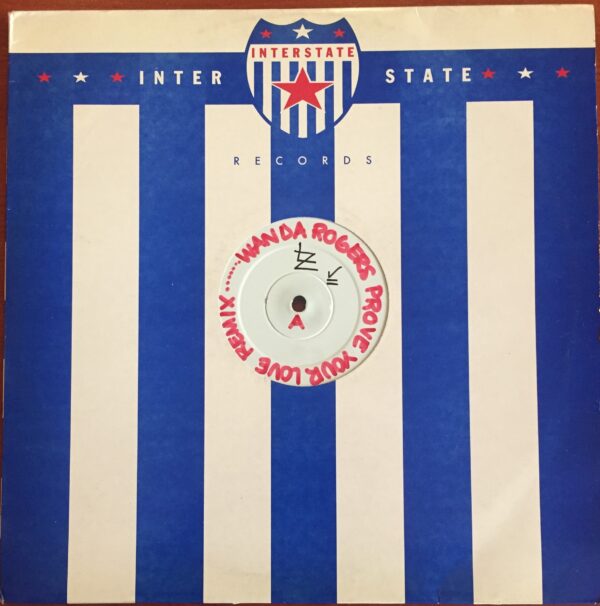 INTERSTATE
INTER STATE
RECORDS
WANDA ROGERS PROVE YOUR LOVE REMIX.......
A